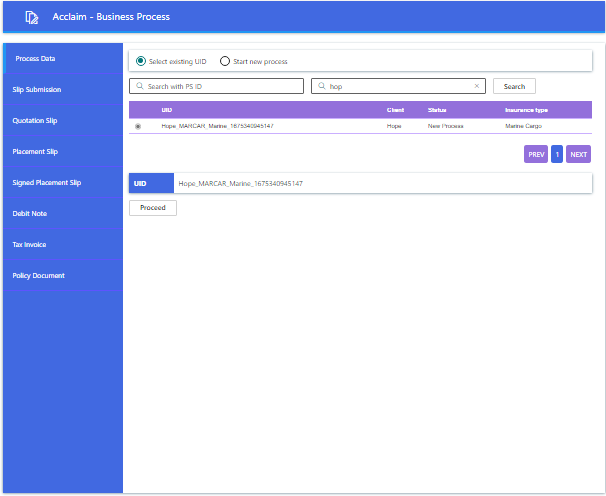 Acclaim - Business Process
Process Data
Slip Submission
Quotation Slip
Placement Slip
Signed Placement Slip
Debit Note
Tax Invoice
Policy Document
Select existing UID Start new process
Search with PS ID hop Search
UID Client Status Insurance type
Hope_MARCAR_Marine_1675340945147 Hope New Process Marine Cargo
PREV 1 NEXT
UID Hope_MARCAR_Marine_1675340945147
Proceed